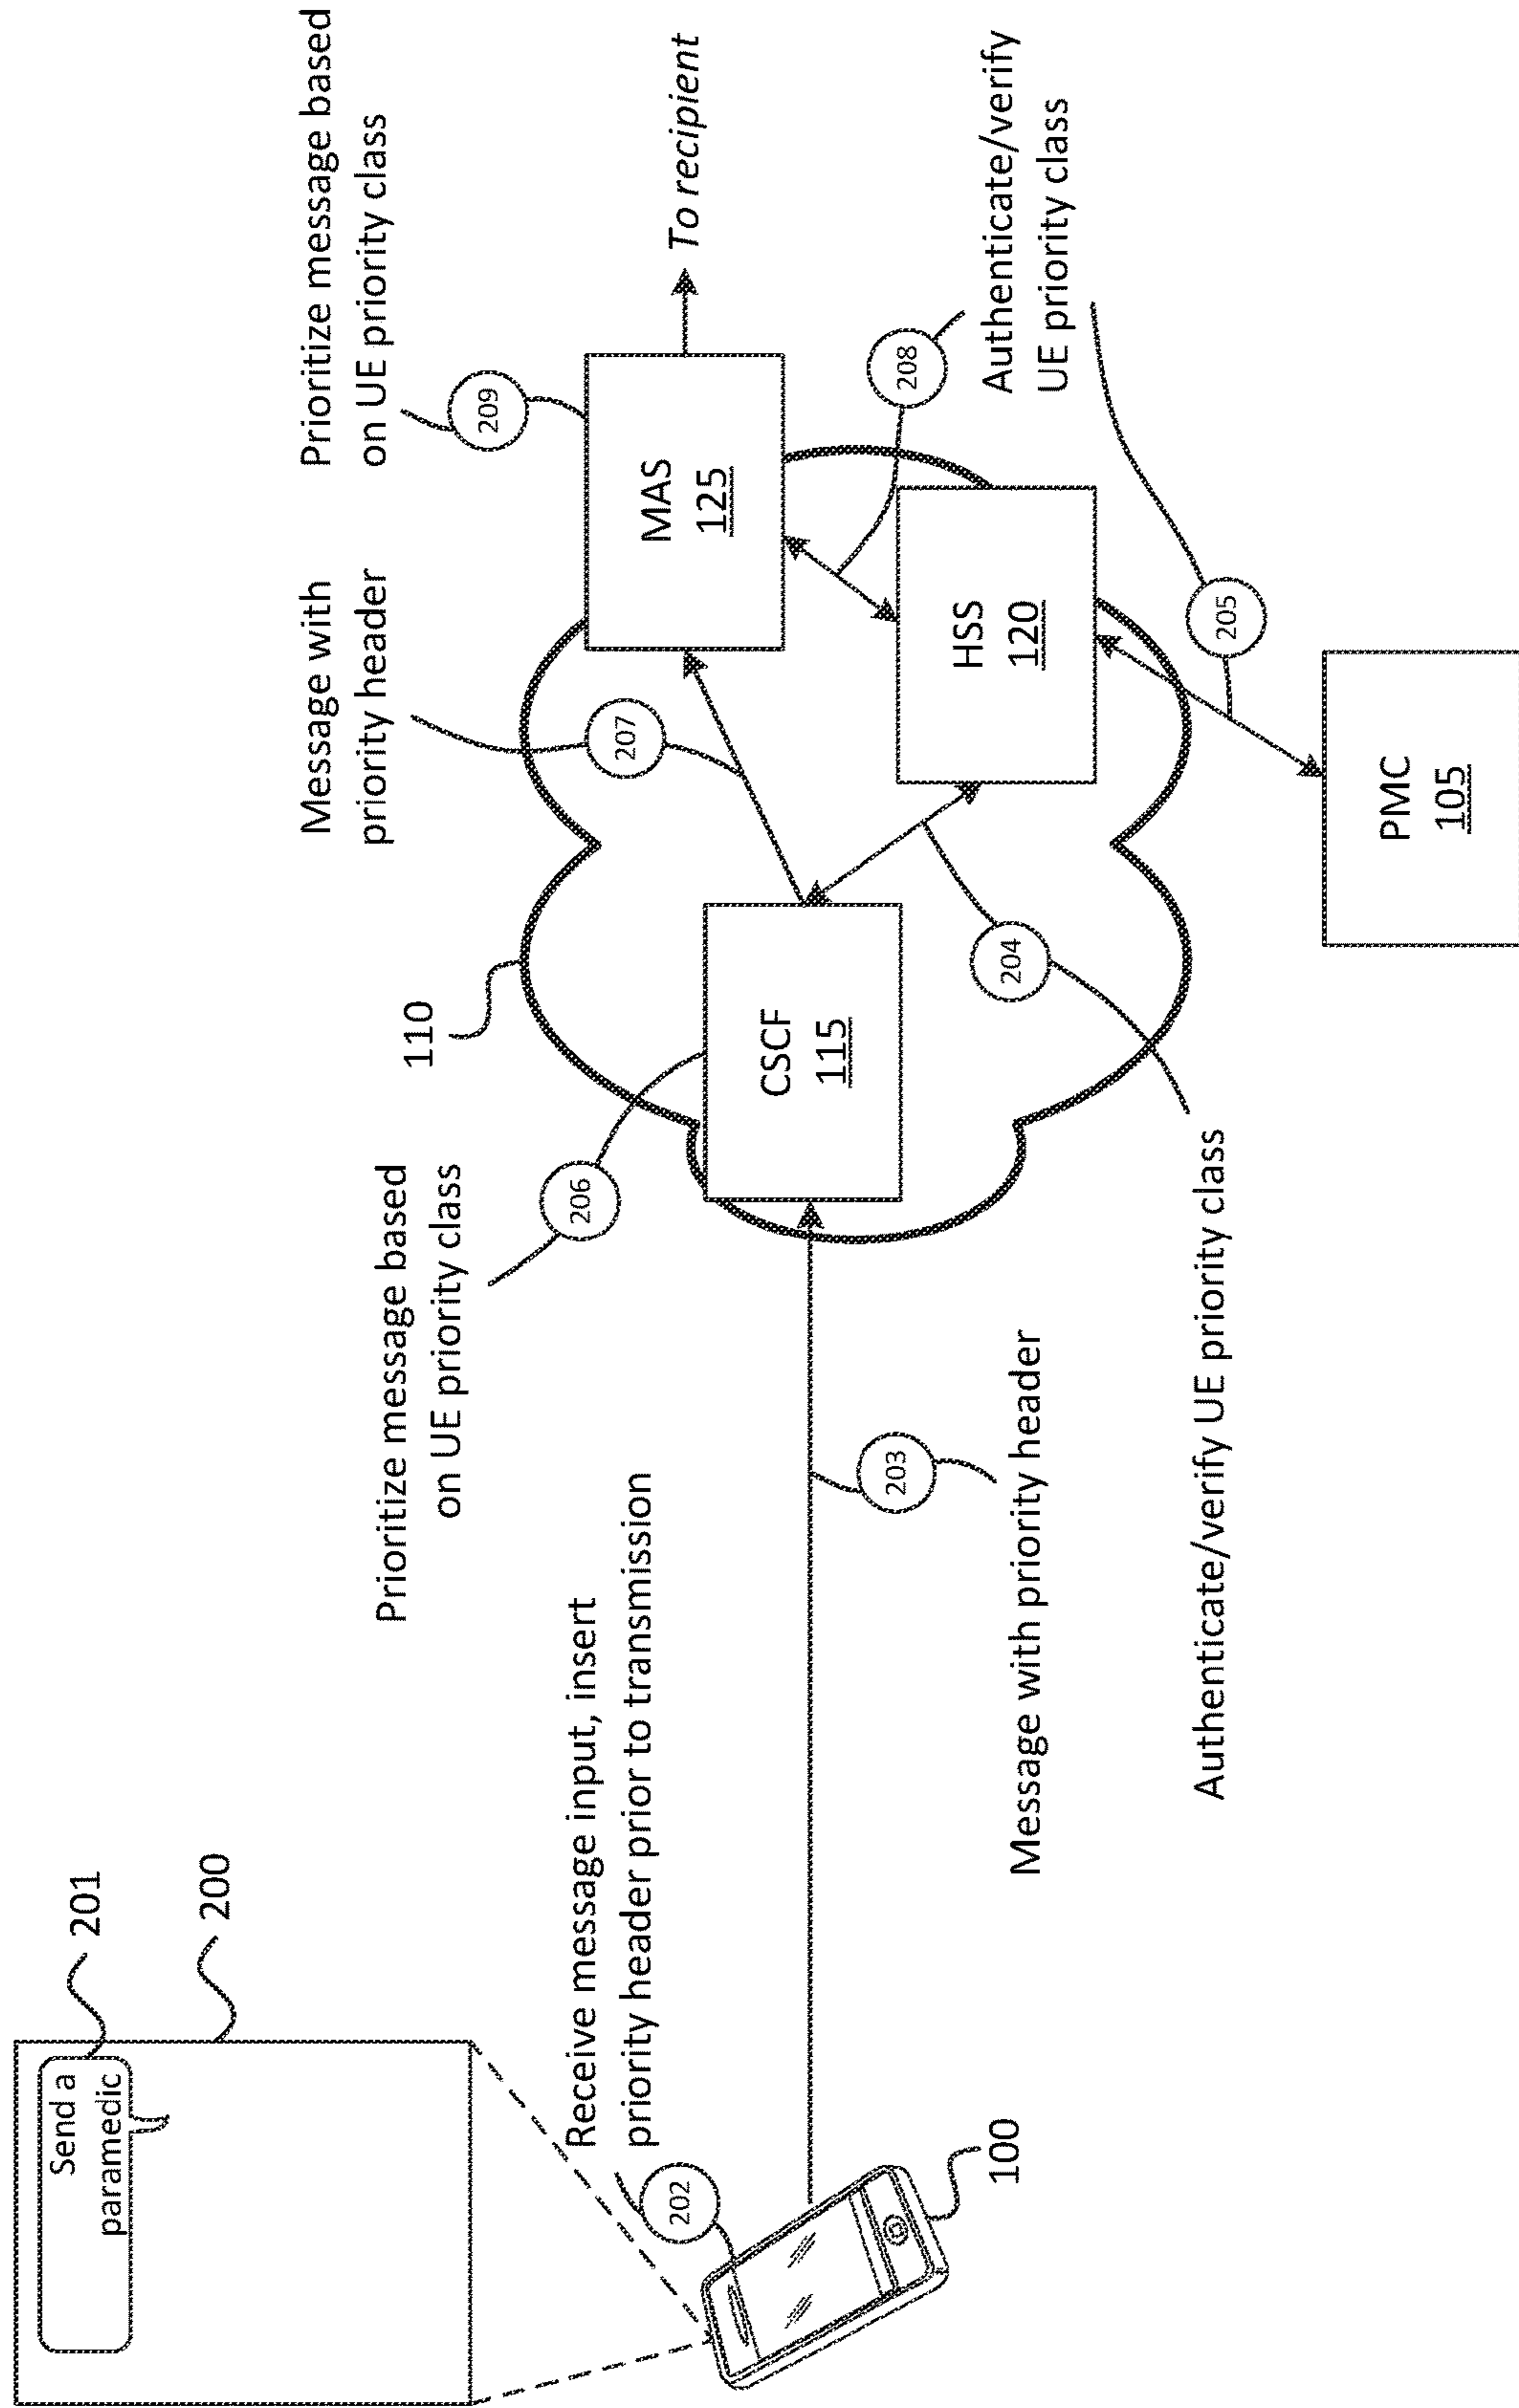 Send a
paramedic
201
200
Receive message input, insert
priority header prior to transmission
202
100
203
Message with priority header
Prioritize message based
on UE priority class
206
110
CSCF
115
204
Authenticate/verify UE priority class
Message with
priority header
207
MAS
125
HSS
120
PMC
105
205
208
Authenticate/verify
UE priority class
Prioritize message based
on UE priority class
209
To recipient